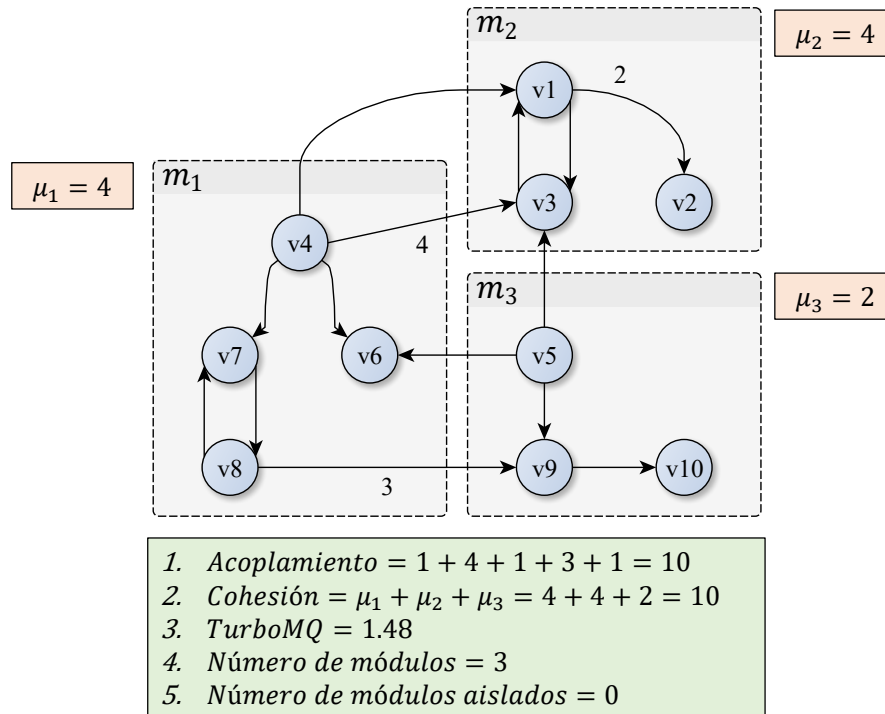 m₂
μ₂ = 4
2
v1
μ₁ = 4
m₁
v3
v2
v4
4
m₃
μ₃ = 2
v7
v6
v5
v8
3
v9
v10
1. Acoplamiento = 1 + 4 + 1 + 3 + 1 = 10
2. Cohesión = μ₁ + μ₂ + μ₃ = 4 + 4 + 2 = 10
3. TurboMQ = 1.48
4. Número de módulos = 3
5. Número de módulos aislados = 0